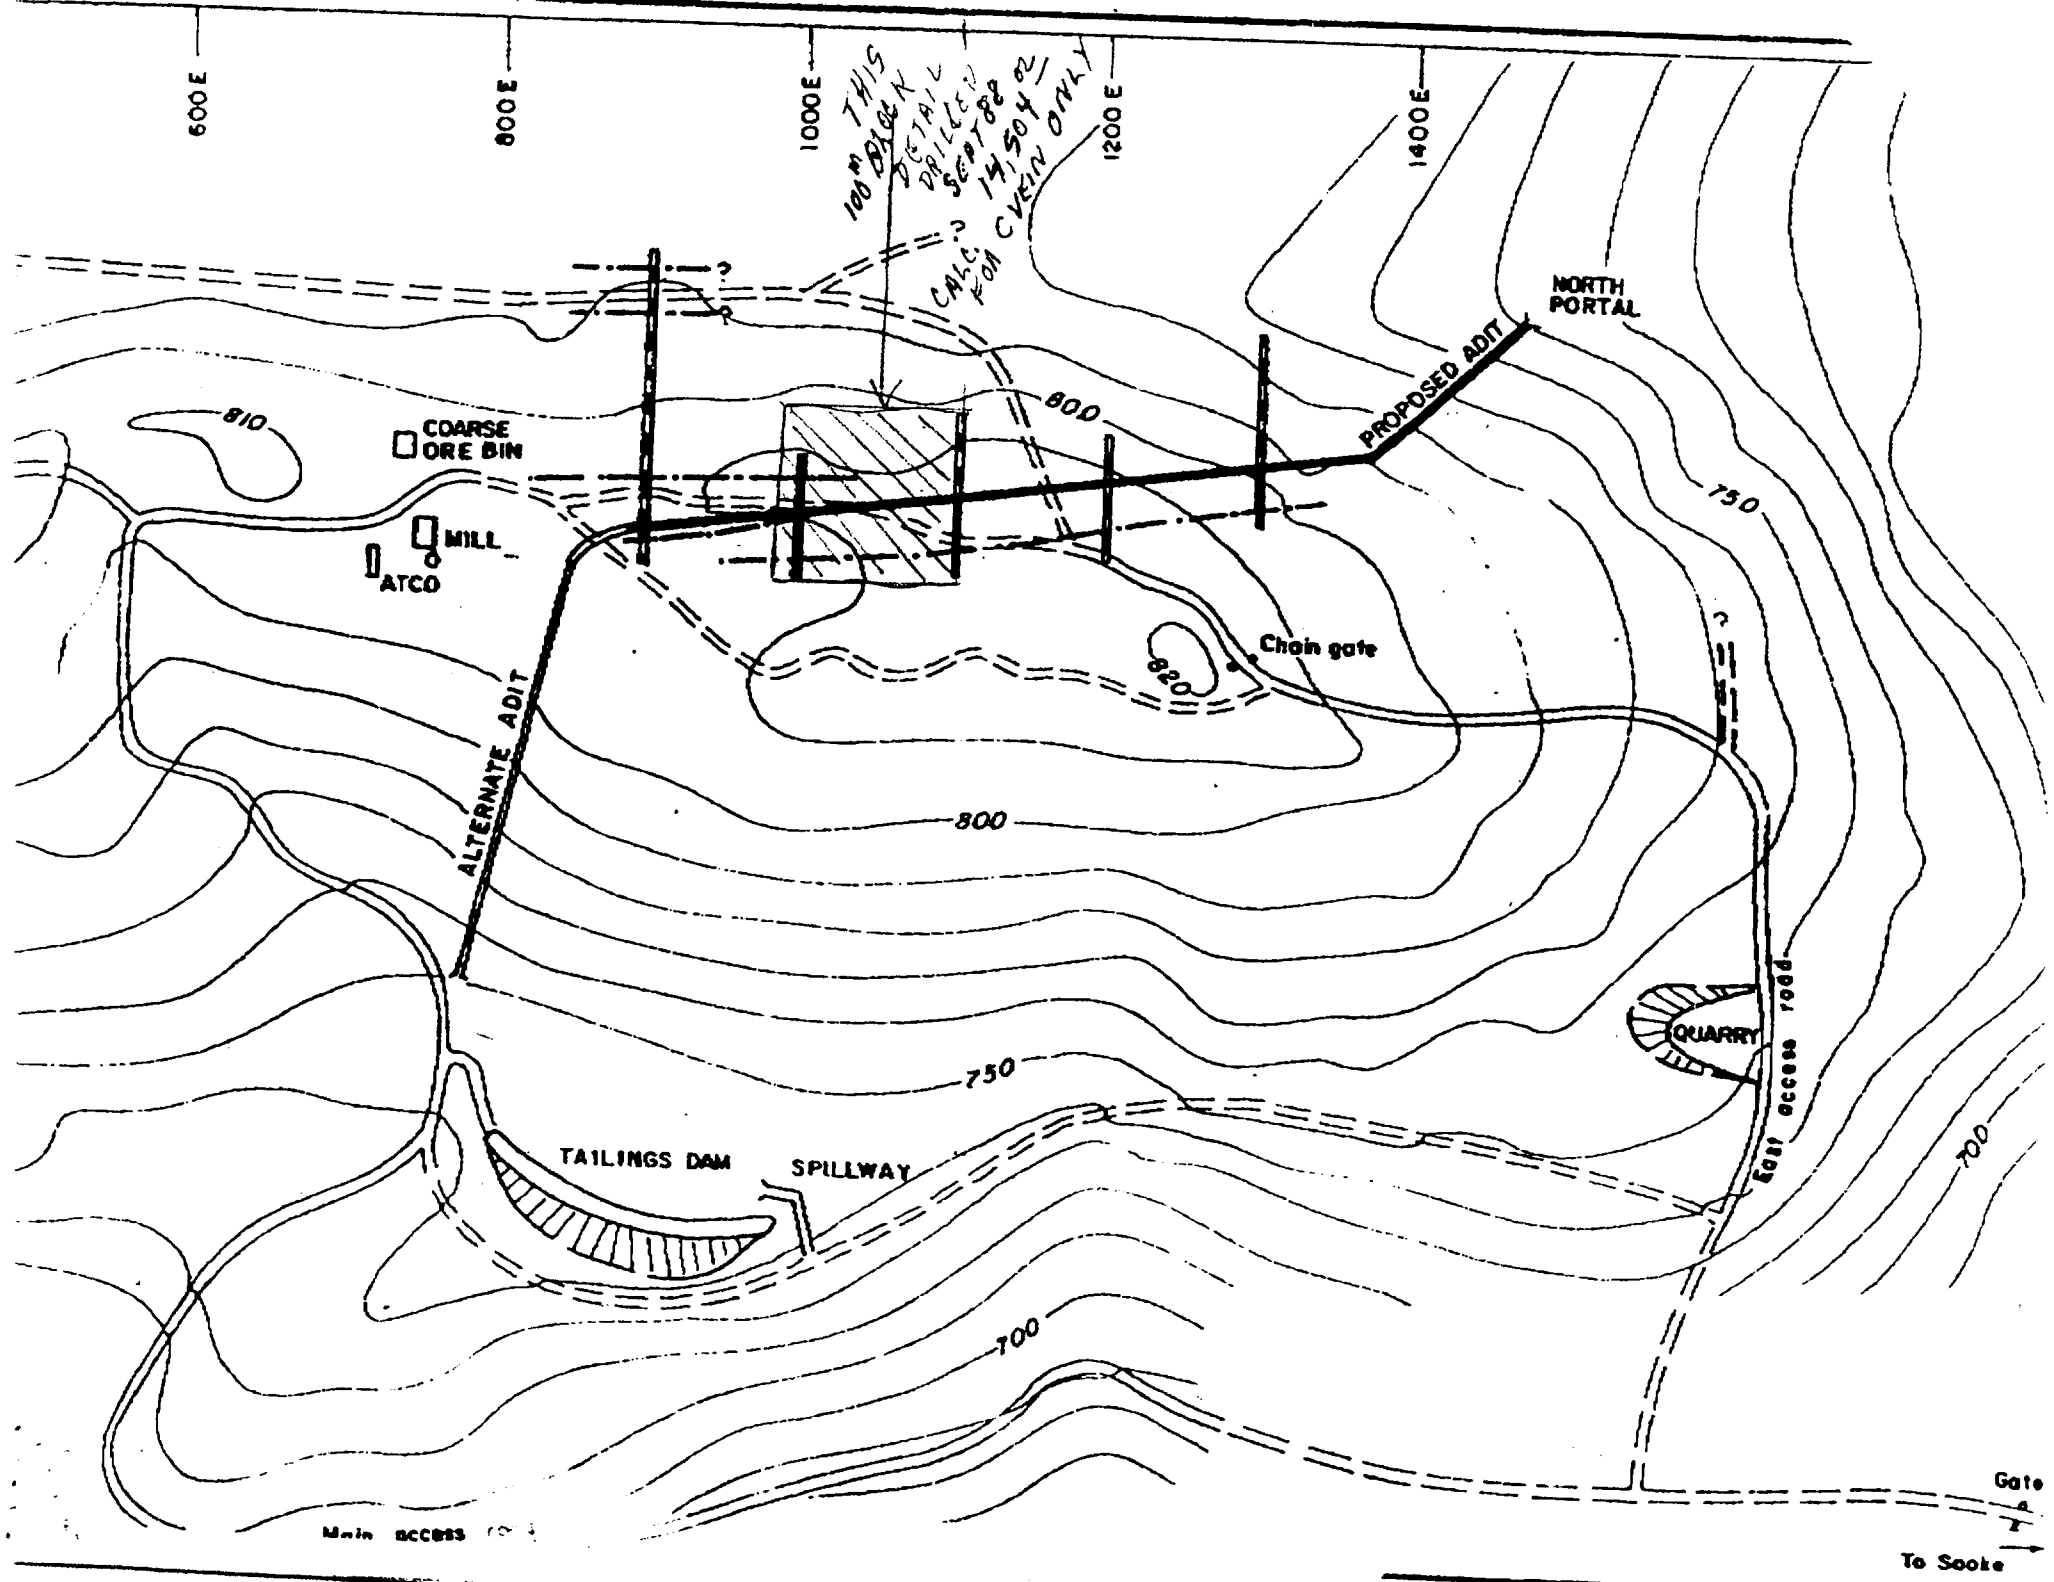 600E
800E
1000E
1200E
1400E
THIS
100M BLOCK
DETAIL
DRILLED
SEPT 88
14,504 oz
C VEIN ONLY
CALC.
FOR
?
?
?
NORTH
PORTAL
PROPOSED ADIT
810
COARSE
ORE BIN
800
750
MILL
ATCO
?
Chain gate
820
ALTERNATE ADIT
800
QUARRY
East access road
750
700
TAILINGS DAM
SPILLWAY
700
Gate
Main access
To Sooke